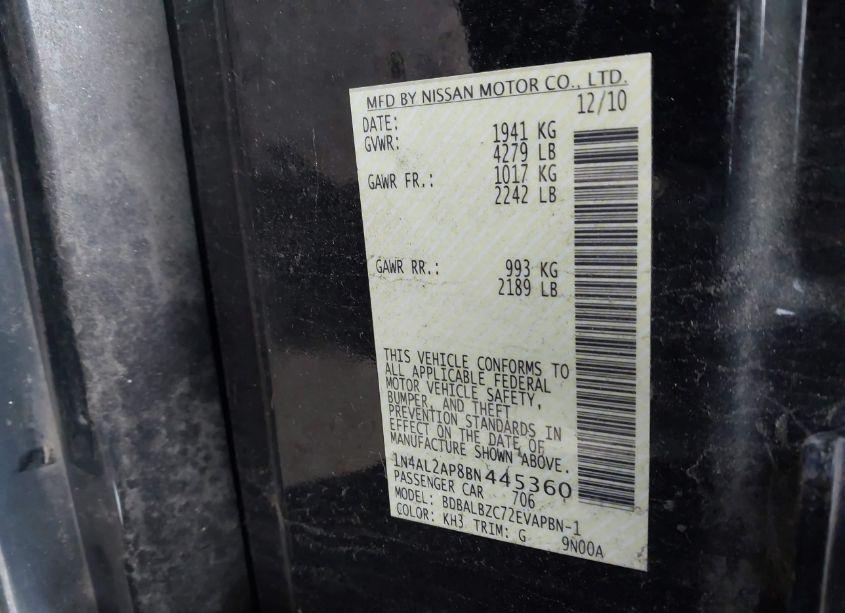 MFD BY NISSAN MOTOR CO., LTD.
DATE: 12/10
GVWR: 1941 KG
4279 LB
GAWR FR.: 1017 KG
2242 LB
GAWR RR.: 993 KG
2189 LB
THIS VEHICLE CONFORMS TO
ALL APPLICABLE FEDERAL
MOTOR VEHICLE SAFETY,
BUMPER, AND THEFT
PREVENTION STANDARDS IN
EFFECT ON THE DATE OF
MANUFACTURE SHOWN ABOVE.
1N4AL2AP8BN445360
PASSENGER CAR 706
MODEL: BDBALBZC72EVAPBN-1
COLOR: KH3 TRIM: G 9N00A